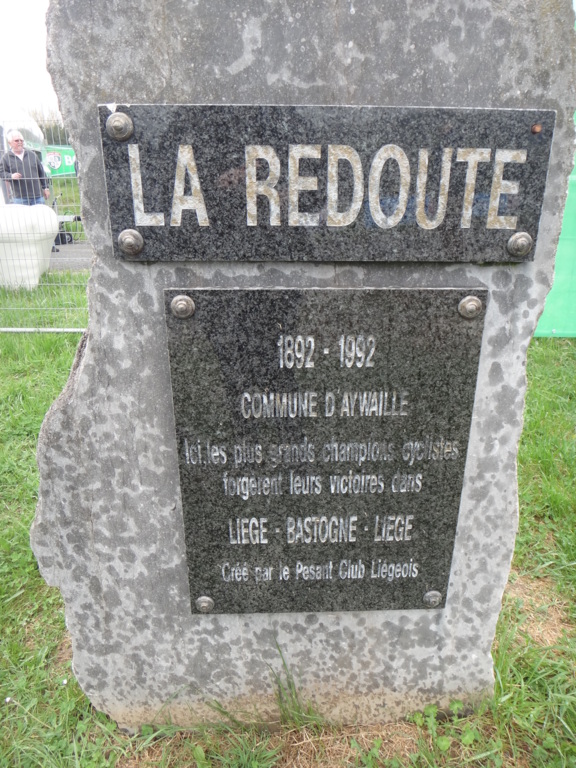 LA REDOUTE
1892 - 1992
COMMUNE D'AYWAILLE
Ici, les plus grands champions cyclistes
forgèrent leurs victoires dans
LIEGE - BASTOGNE - LIEGE
Créé par le Pesant Club Liégeois